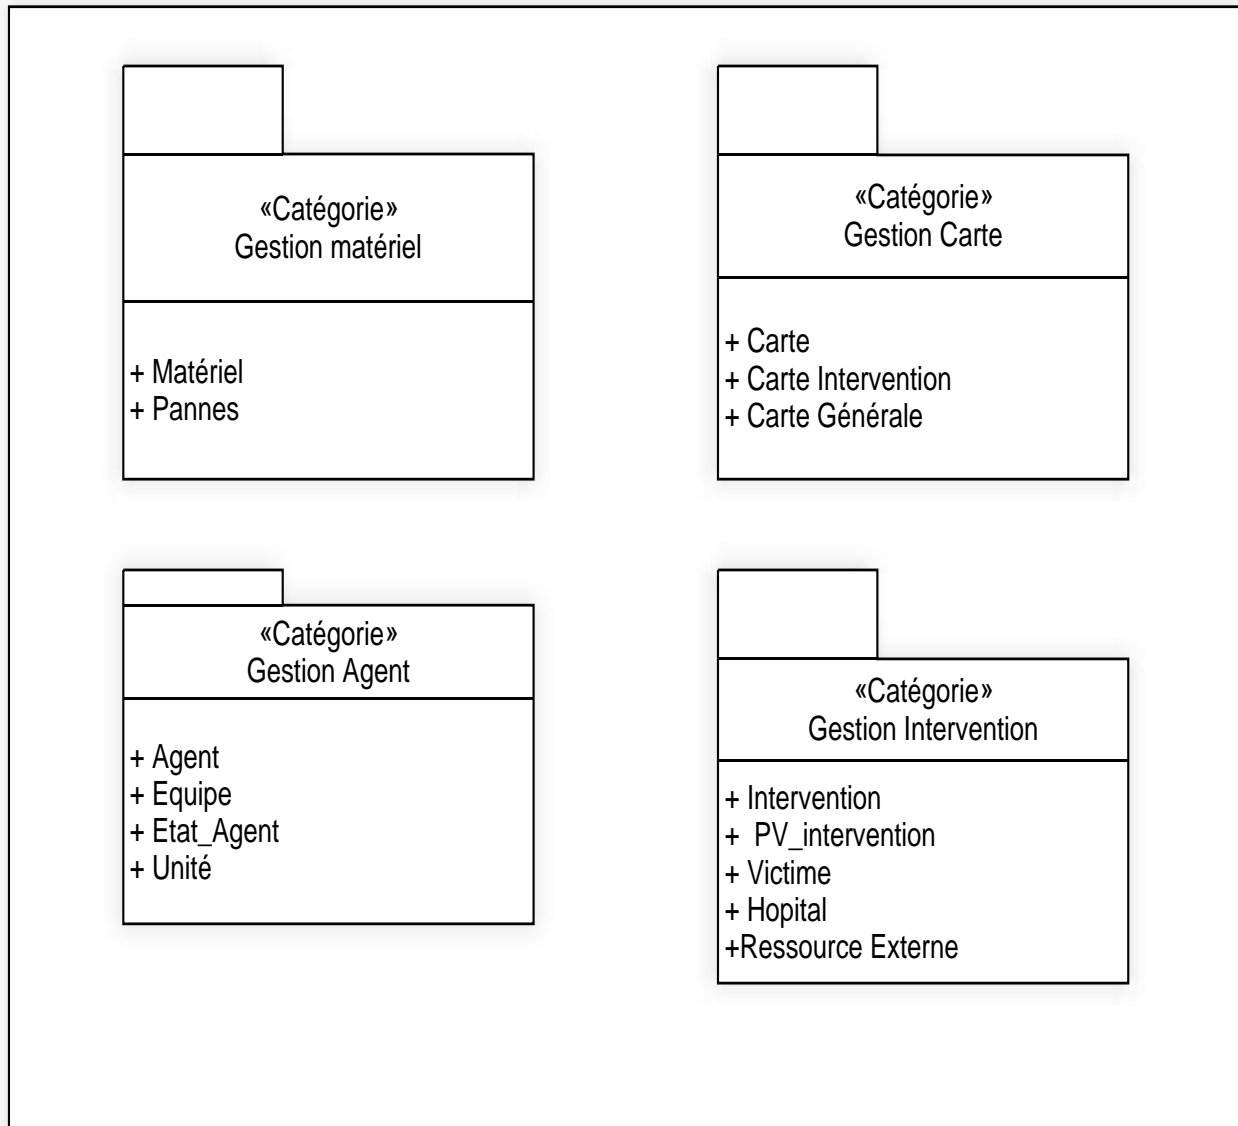 «Catégorie»
Gestion matériel
+ Matériel
+ Pannes
«Catégorie»
Gestion Carte
+ Carte
+ Carte Intervention
+ Carte Générale
«Catégorie»
Gestion Agent
+ Agent
+ Equipe
+ Etat_Agent
+ Unité
«Catégorie»
Gestion Intervention
+ Intervention
+  PV_intervention
+ Victime
+ Hopital
+Ressource Externe